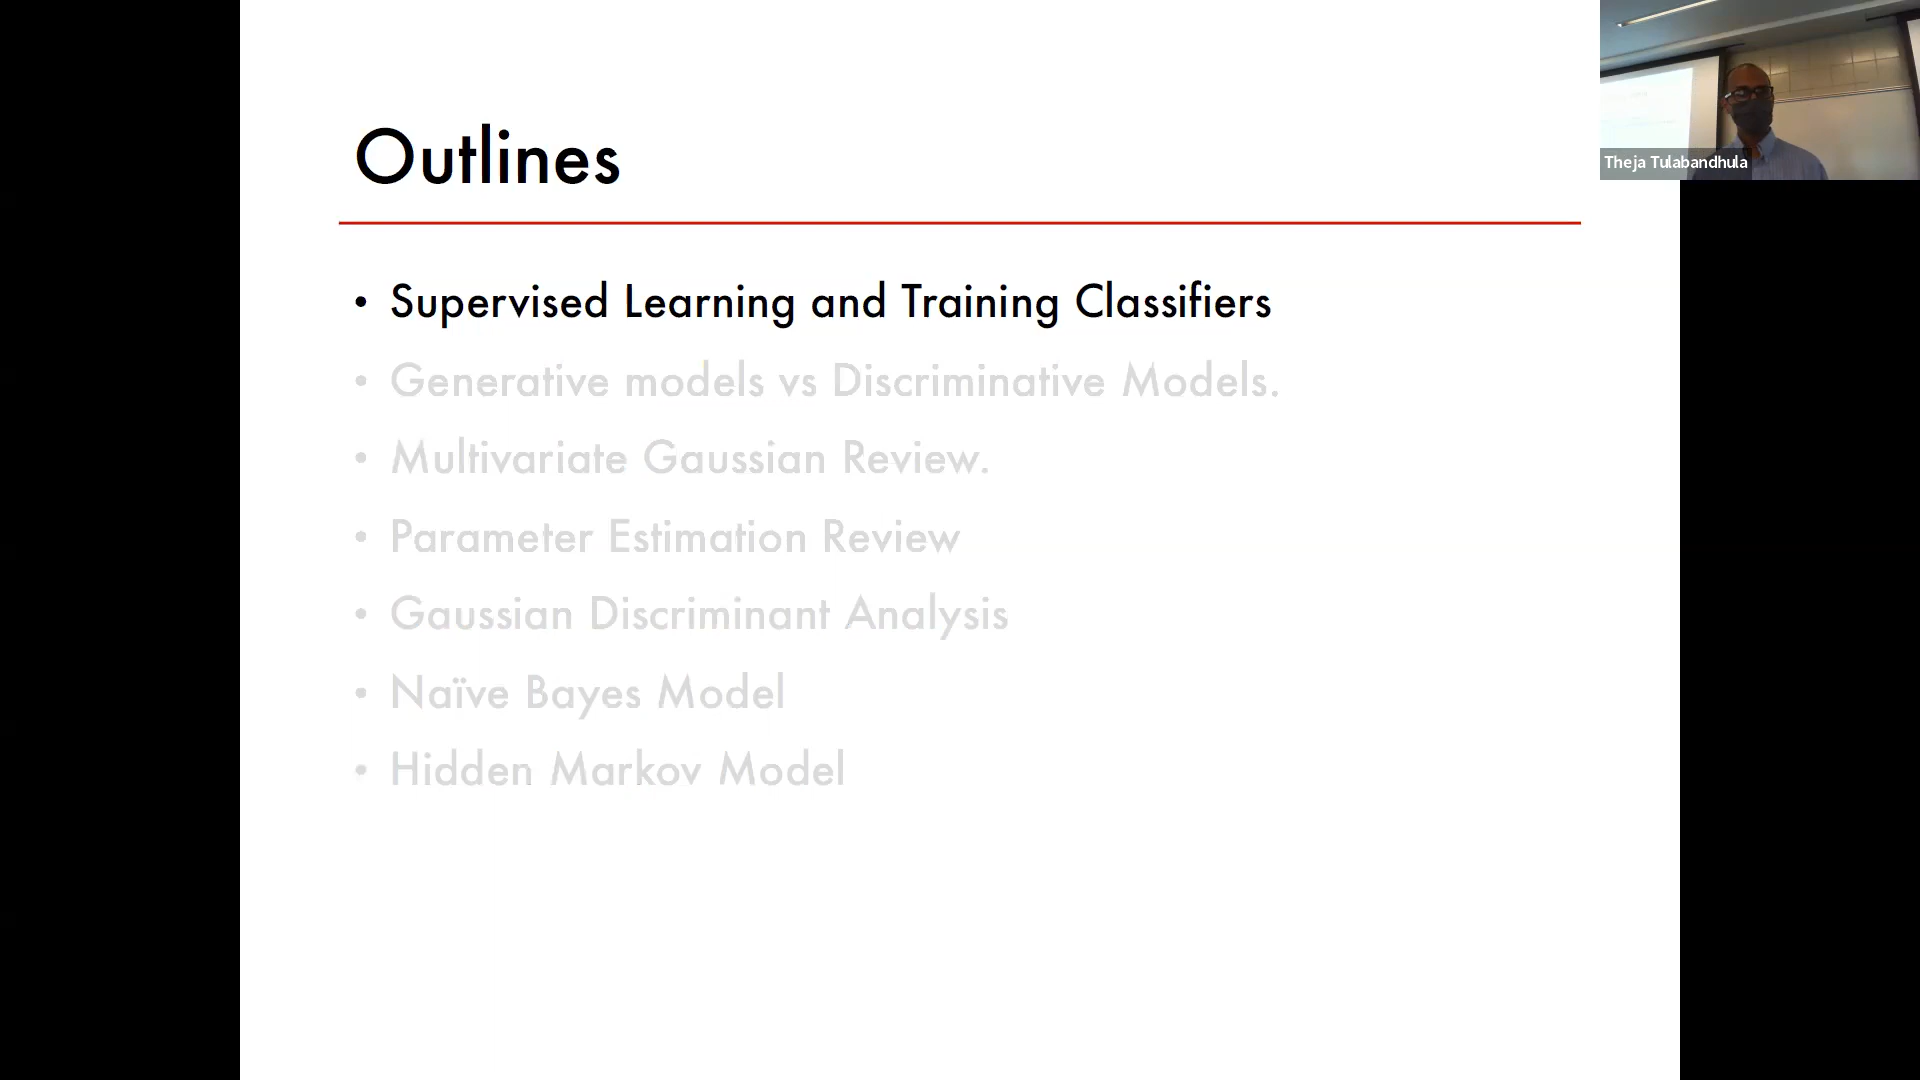 Outlines
• Supervised Learning and Training Classifiers
• Generative models vs Discriminative Models.
• Multivariate Gaussian Review.
• Parameter Estimation Review
• Gaussian Discriminant Analysis
• Naïve Bayes Model
• Hidden Markov Model
Theja Tulabandhula